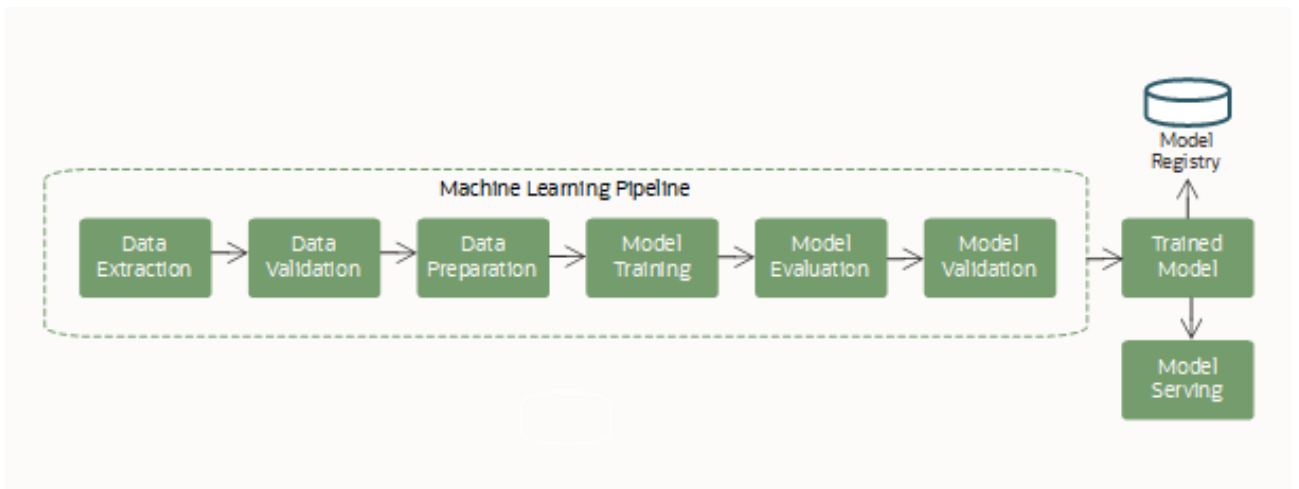 Model
Registry
Machine Learning Pipeline
Data
Extraction
Data
Validation
Data
Preparation
Model
Training
Model
Evaluation
Model
Validation
Trained
Model
Model
Serving